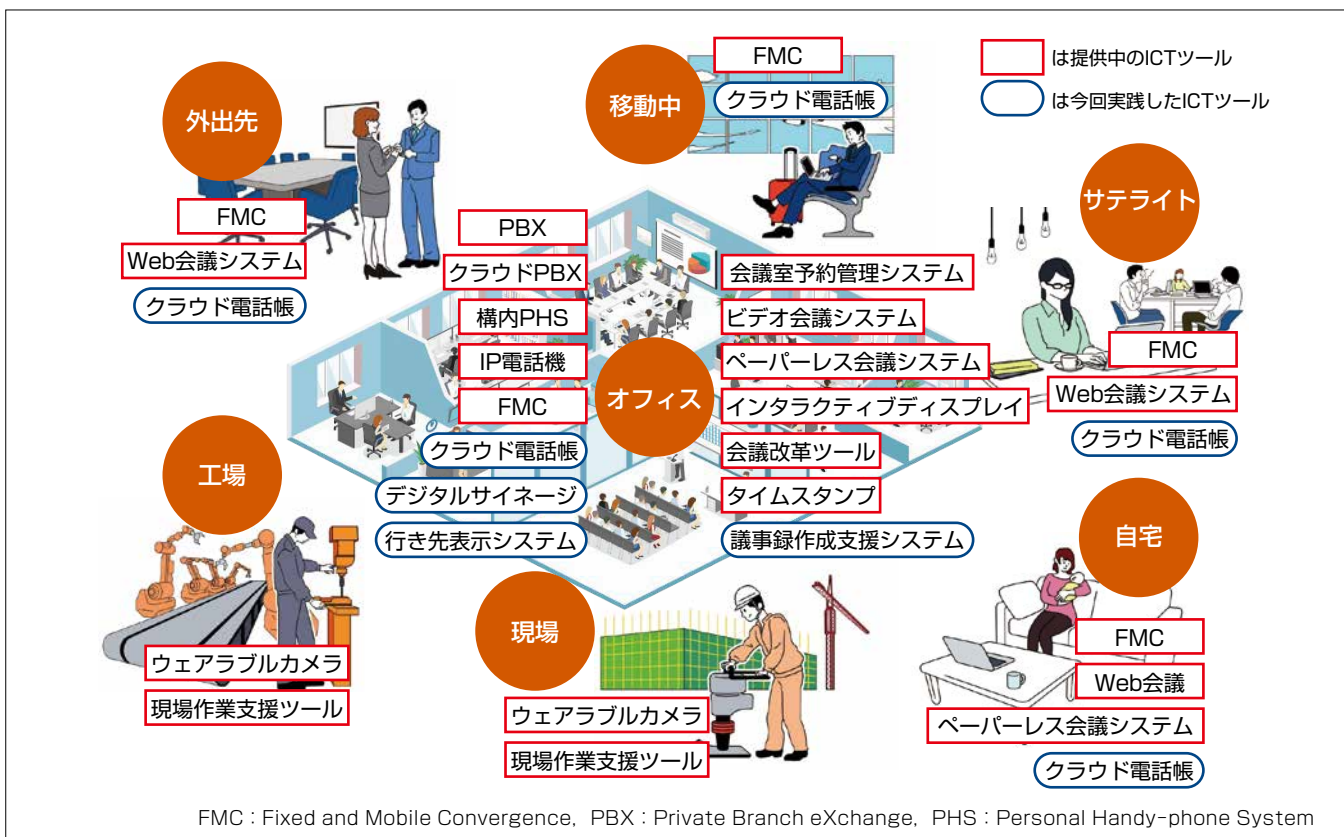 FMC
クラウド電話帳
移動中
は提供中のICTツール
は今回実践したICTツール
外出先
FMC
Web会議システム
クラウド電話帳
サテライト
FMC
Web会議システム
クラウド電話帳
PBX
クラウドPBX
構内PHS
IP電話機
FMC
クラウド電話帳
デジタルサイネージ
行き先表示システム
オフィス
会議室予約管理システム
ビデオ会議システム
ペーパーレス会議システム
インタラクティブディスプレイ
会議改革ツール
タイムスタンプ
議事録作成支援システム
工場
ウェアラブルカメラ
現場作業支援ツール
現場
ウェアラブルカメラ
現場作業支援ツール
自宅
FMC
Web会議
ペーパーレス会議システム
クラウド電話帳
FMC：Fixed and Mobile Convergence, PBX：Private Branch eXchange, PHS：Personal Handy-phone System